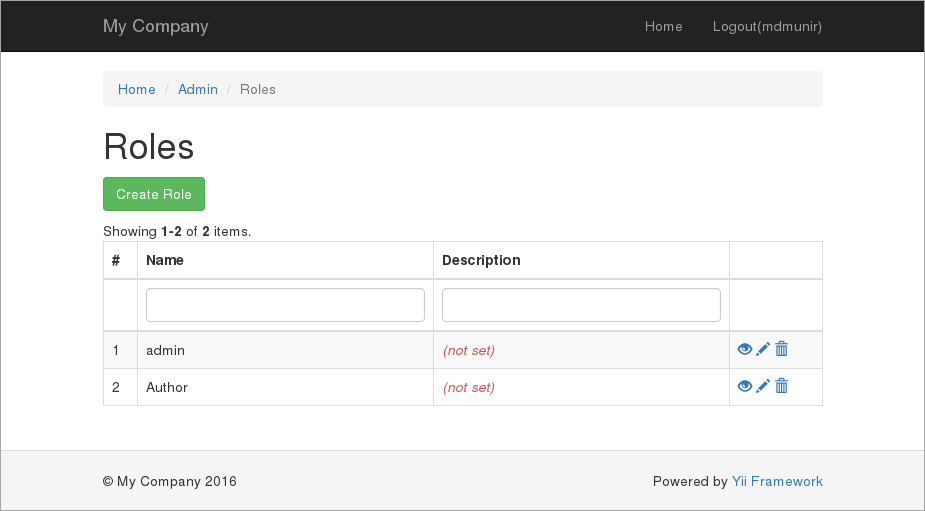 My Company Home Logout(mdmunir)
Home / Admin / Roles
Roles
Create Role
Showing 1-2 of 2 items.
# Name Description
1 admin (not set)
2 Author (not set)
© My Company 2016 Powered by Yii Framework